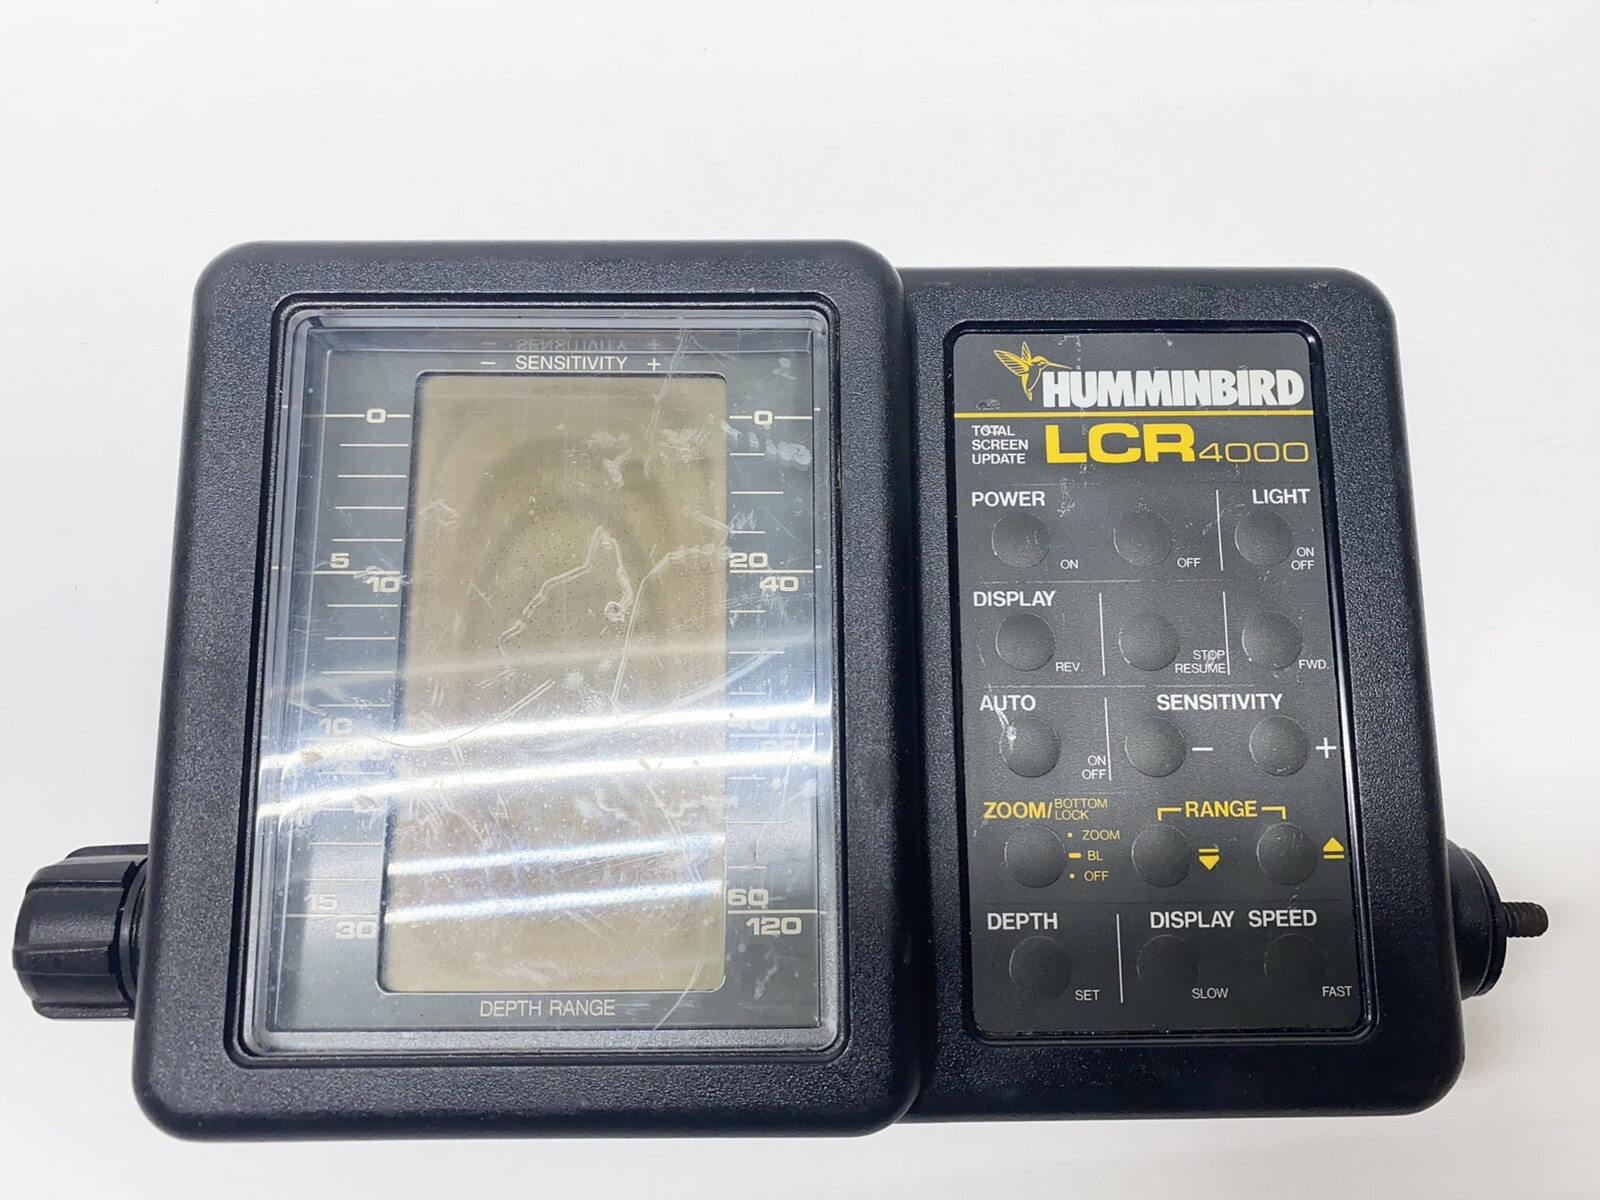 − SENSITIVITY +
− SENSITIVITY +
0 0
5 20
10 40
10
15 60
30 120
DEPTH RANGE
HUMMINBIRD
TOTAL
SCREEN
UPDATE
LCR 4000
POWER LIGHT
ON OFF ON
OFF
DISPLAY
REV. STOP
RESUME FWD.
AUTO SENSITIVITY
ON
OFF − +
ZOOM/ BOTTOM
LOCK RANGE
• ZOOM
BL
• OFF
DEPTH DISPLAY SPEED
SET SLOW FAST